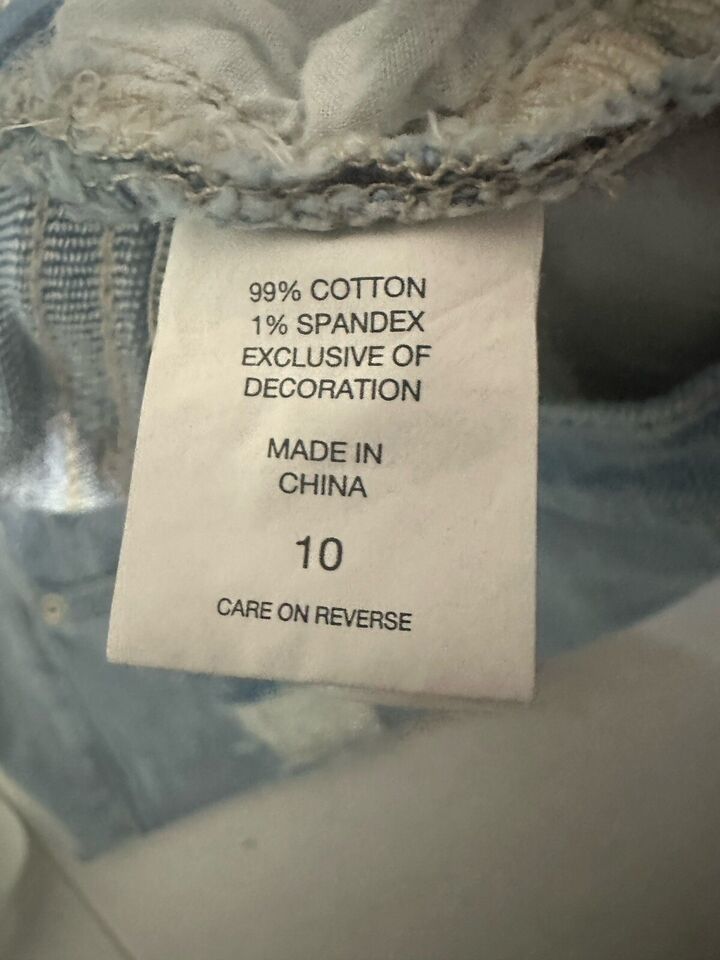 99% COTTON
1% SPANDEX
EXCLUSIVE OF
DECORATION
MADE IN
CHINA
10
CARE ON REVERSE